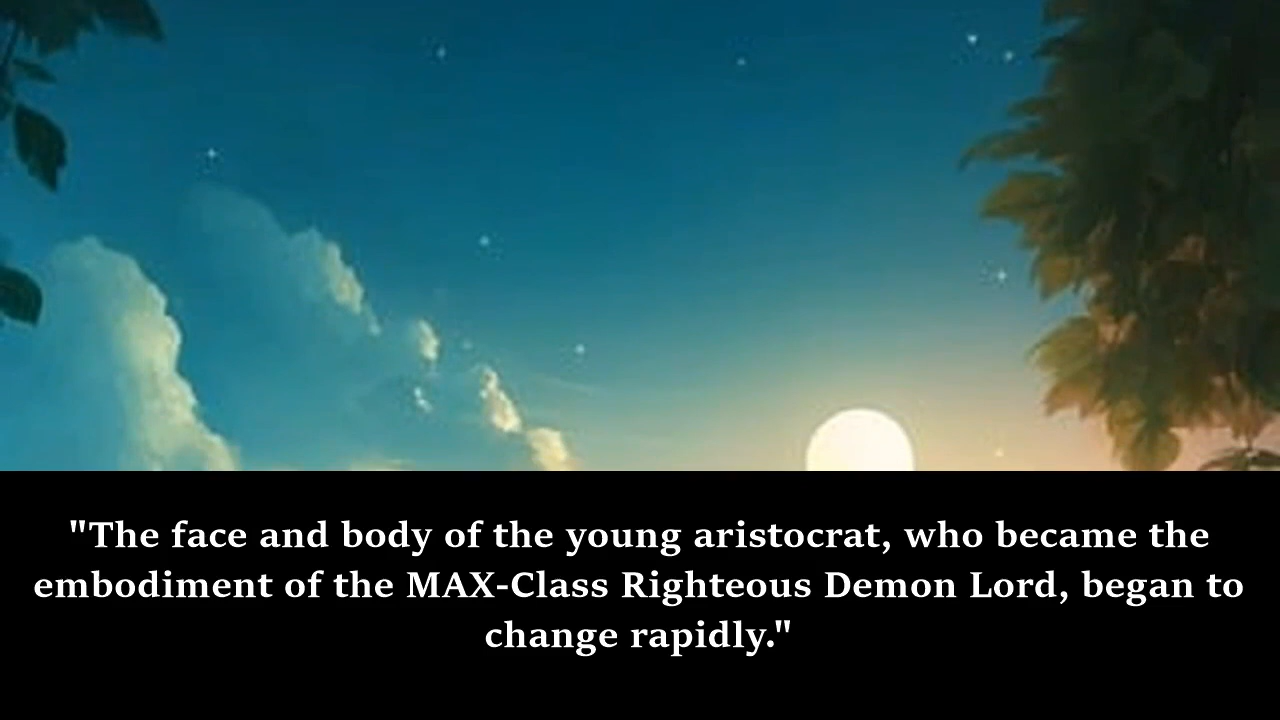 "The face and body of the young aristocrat, who became the
embodiment of the MAX-Class Righteous Demon Lord, began to
change rapidly."